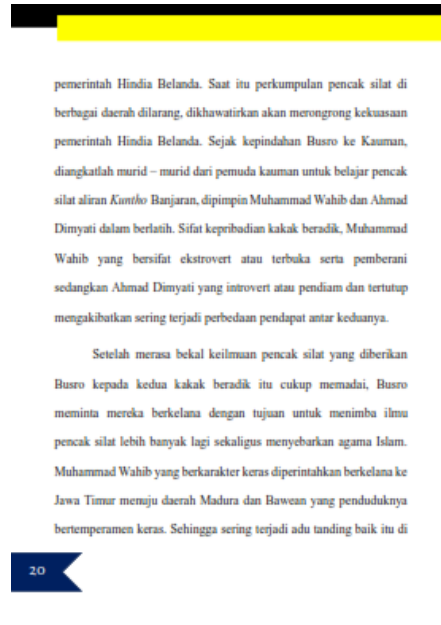 pemerintah Hindia Belanda. Saat itu perkumpulan pencak silat di
berbagai daerah dilarang, dikhawatirkan akan merongrong kekuasaan
pemerintah Hindia Belanda. Sejak kepindahan Busro ke Kauman,
diangkatlah murid – murid dari pemuda kauman untuk belajar pencak
silat aliran Kuntho Banjaran, dipimpin Muhammad Wahib dan Ahmad
Dimyati dalam berlatih. Sifat kepribadian kakak beradik, Muhammad
Wahib yang bersifat ekstrovert atau terbuka serta pemberani
sedangkan Ahmad Dimyati yang introvert atau pendiam dan tertutup
mengakibatkan sering terjadi perbedaan pendapat antar keduanya.
Setelah merasa bekal keilmuan pencak silat yang diberikan
Busro kepada kedua kakak beradik itu cukup memadai, Busro
meminta mereka berkelana dengan tujuan untuk menimba ilmu
pencak silat lebih banyak lagi sekaligus menyebarkan agama Islam.
Muhammad Wahib yang berkarakter keras diperintahkan berkelana ke
Jawa Timur menuju daerah Madura dan Bawean yang penduduknya
bertemperamen keras. Sehingga sering terjadi adu tanding baik itu di
20